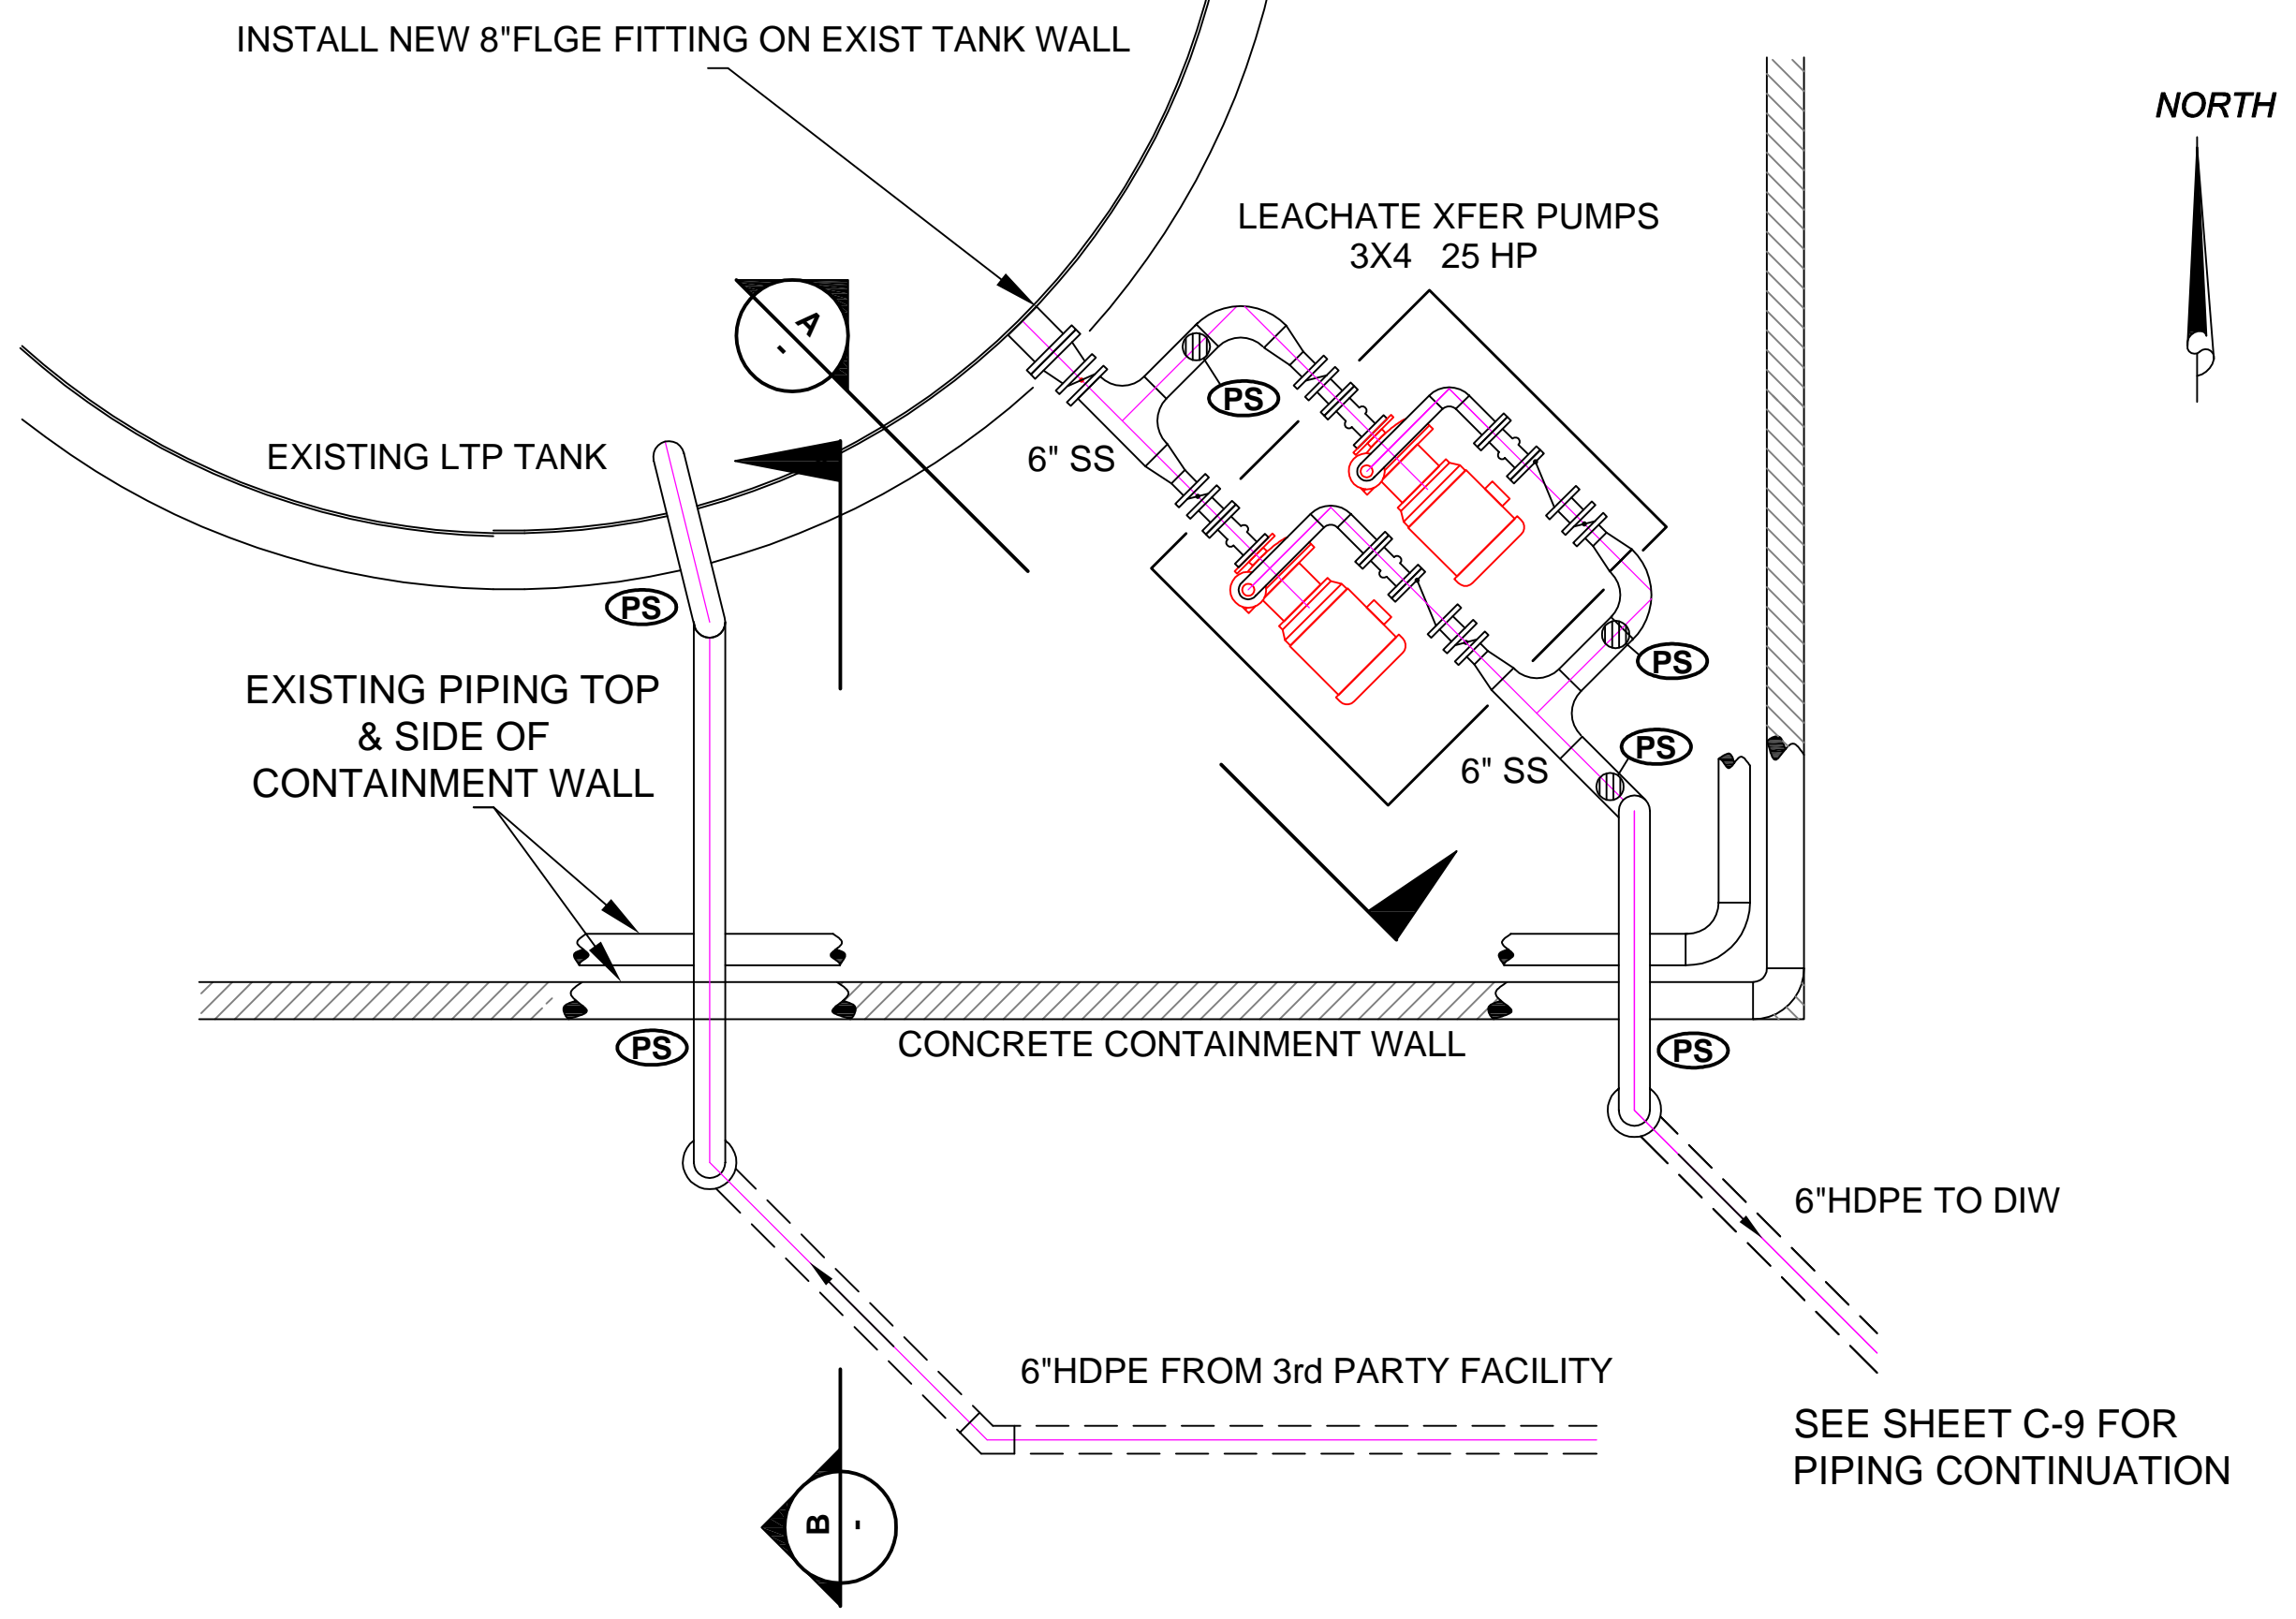 INSTALL NEW 8"FLGE FITTING ON EXIST TANK WALL
NORTH
LEACHATE XFER PUMPS
3X4 25 HP
A
-
PS
EXISTING LTP TANK
6" SS
PS
PS
EXISTING PIPING TOP
& SIDE OF
CONTAINMENT WALL
PS
6" SS
CONCRETE CONTAINMENT WALL
PS
PS
6"HDPE TO DIW
6"HDPE FROM 3rd PARTY FACILITY
SEE SHEET C-9 FOR
PIPING CONTINUATION
B
-